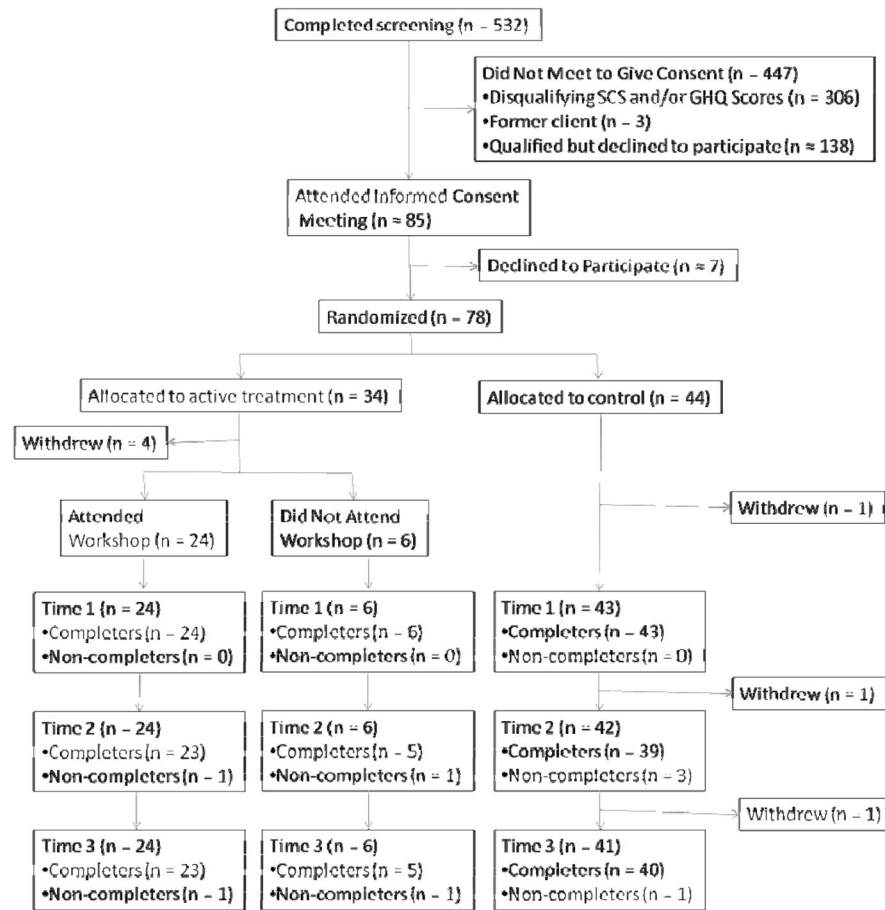 Completed screening (n – 532)
Did Not Meet to Give Consent (n – 447)
•Disqualifying SCS and/or GHQ Scores (n = 306)
•Former client (n – 3)
•Qualified but declined to participate (n ≈ 138)
Attended Informed Consent
Meeting (n = 85)
Declined to Participate (n ≈ 7)
Randomized (n – 78)
Allocated to active treatment (n = 34)
Allocated to control (n = 44)
Withdrew (n = 4)
Withdrew (n – 1)
Attended
Workshop (n = 24)
Did Not Attend
Workshop (n = 6)
Time 1 (n = 24)
•Completers (n – 24)
•Non-completers (n = 0)
Time 1 (n = 6)
•Completers (n – 6)
•Non-completers (n = 0)
Time 1 (n = 43)
•Completers (n – 43)
•Non-completers (n = 0)
Withdrew (n = 1)
Time 2 (n – 24)
•Completers (n = 23)
•Non-completers (n – 1)
Time 2 (n = 6)
•Completers (n – 5)
•Non-completers (n = 1)
Time 2 (n = 42)
•Completers (n – 39)
•Non-completers (n = 3)
Withdrew (n – 1)
Time 3 (n – 24)
•Completers (n = 23)
•Non-completers (n – 1)
Time 3 (n – 6)
•Completers (n = 5)
•Non-completers (n – 1)
Time 3 (n – 41)
•Completers (n = 40)
•Non-completers (n – 1)